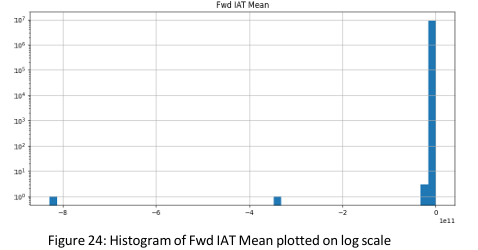 Fwd IAT Mean
10⁷
10⁶
10⁵
10⁴
10³
10²
10¹
10⁰
−8 −6 −4 −2 0
1e11
Figure 24: Histogram of Fwd IAT Mean plotted on log scale